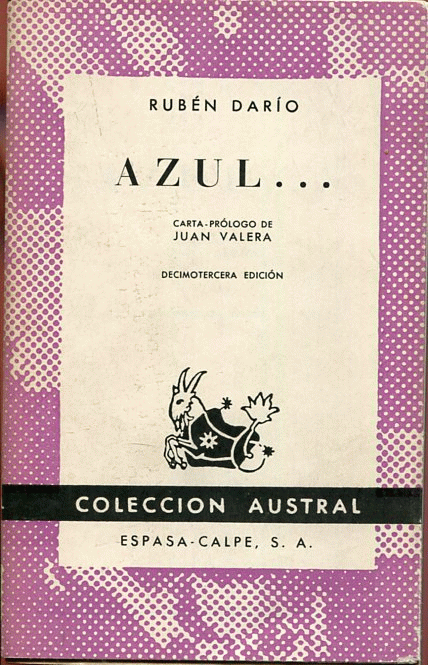 RUBÉN DARÍO
AZUL...
CARTA-PRÓLOGO DE
JUAN VALERA
DECIMOTERCERA EDICIÓN
COLECCION AUSTRAL
ESPASA-CALPE, S. A.